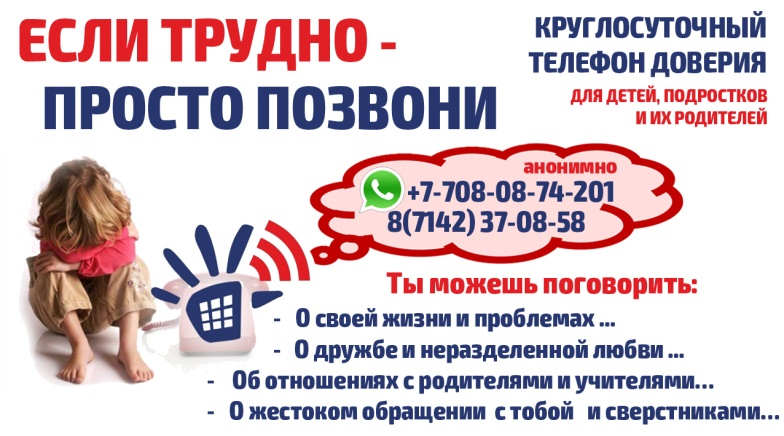 ЕСЛИ ТРУДНО -
ПРОСТО ПОЗВОНИ
КРУГЛОСУТОЧНЫЙ
ТЕЛЕФОН ДОВЕРИЯ
ДЛЯ ДЕТЕЙ, ПОДРОСТКОВ
И ИХ РОДИТЕЛЕЙ
анонимно
+7-708-08-74-201
8(7142) 37-08-58
Ты можешь поговорить:
- О своей жизни и проблемах ...
- О дружбе и неразделенной любви ...
- Об отношениях с родителями и учителями...
- О жестоком обращении с тобой и сверстниками...